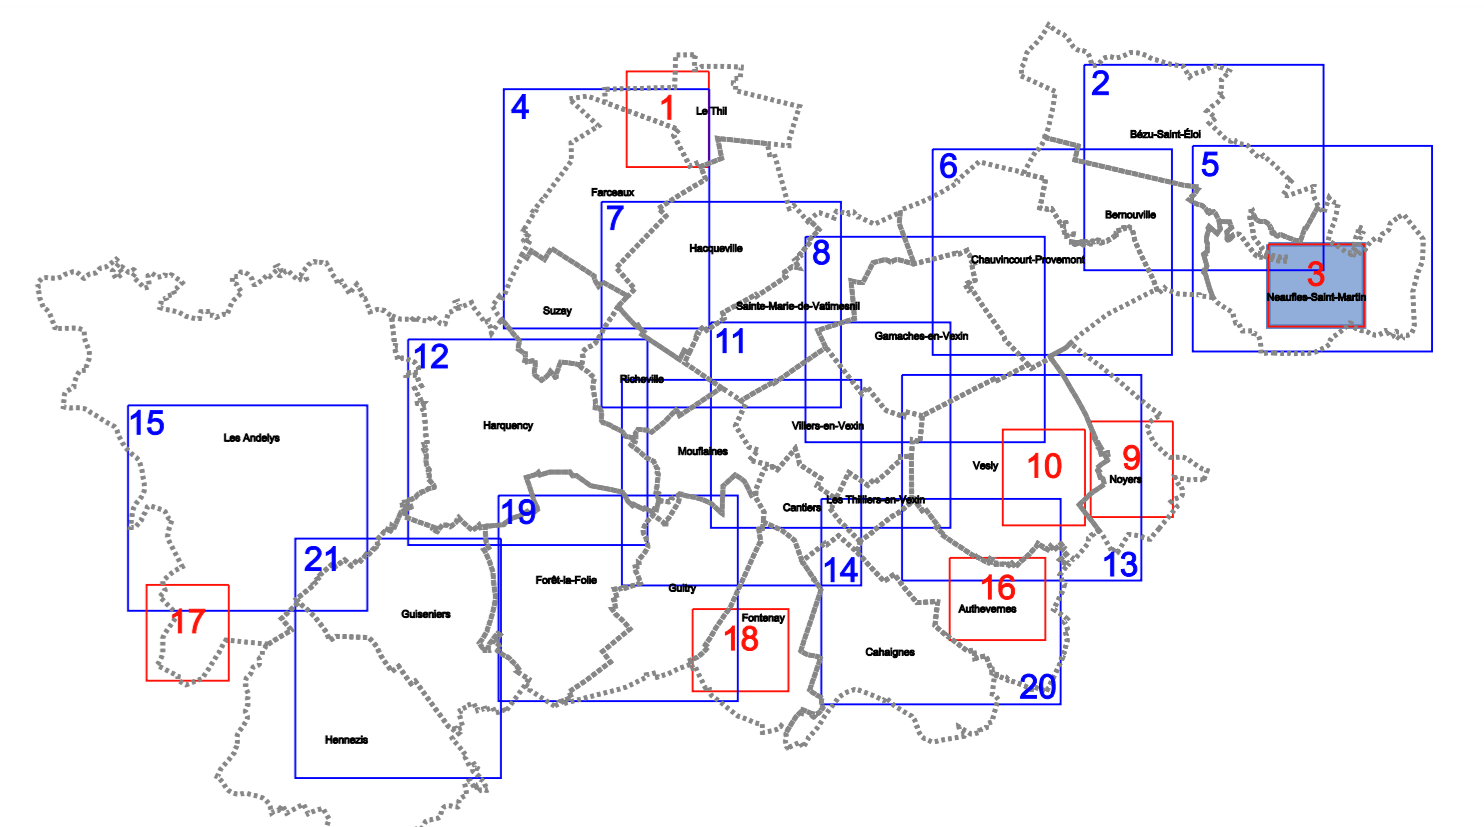 2
4
1
Le Thil
Bézu-Saint-Éloi
6
5
Farceaux
7
Bernouville
Hacqueville
8
Chauvincourt-Provemont
3
Neaufles-Saint-Martin
Suzay
Sainte-Marie-de-Vatimesnil
11
Gamaches-en-Vexin
12
Richeville
15
Harquency
Villers-en-Vexin
Les Andelys
Mouflaines
9
10
Vesly
Noyers
Les Thilliers-en-Vexin
Cantiers
19
21
14
13
Forêt-la-Folie
Guitry
16
Authevernes
17
Guiseniers
Fontenay
18
Cahaignes
20
Hennezis